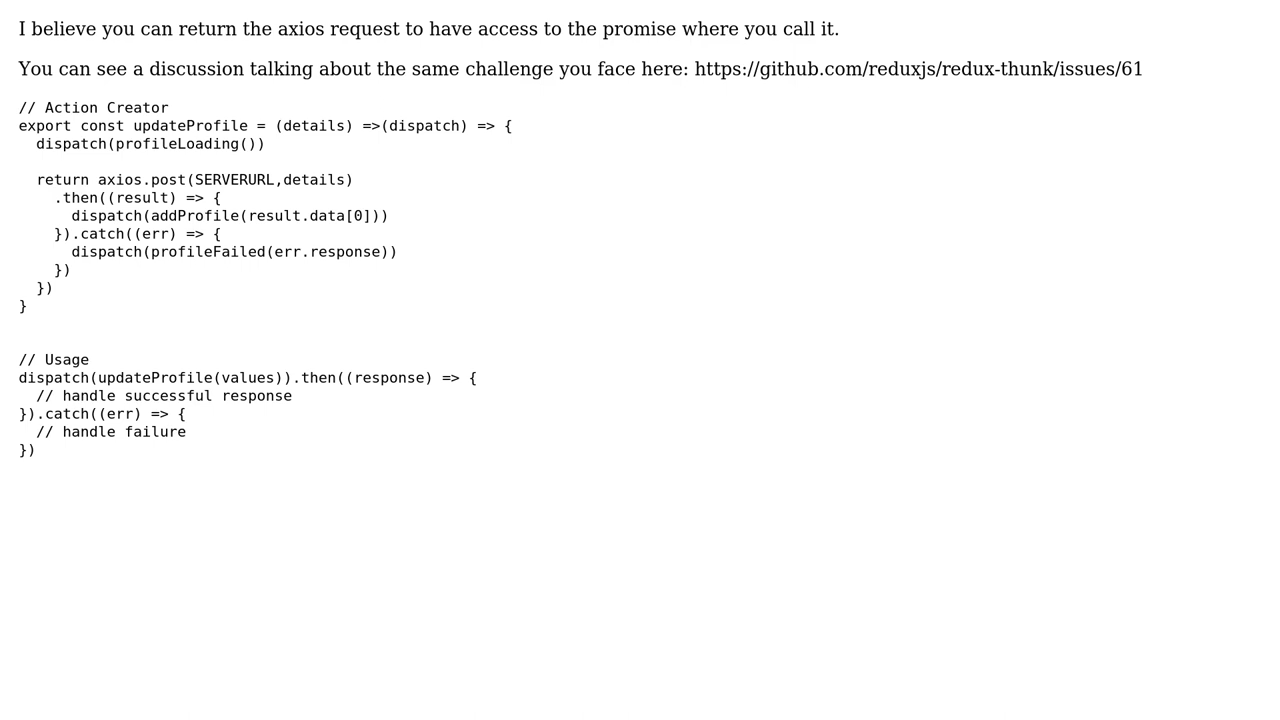 I believe you can return the axios request to have access to the promise where you call it.
You can see a discussion talking about the same challenge you face here: https://github.com/reduxjs/redux-thunk/issues/61
// Action Creator
export const updateProfile = (details) =>(dispatch) => {
  dispatch(profileLoading())

  return axios.post(SERVERURL,details)
    .then((result) => {
      dispatch(addProfile(result.data[0]))
    }).catch((err) => {
      dispatch(profileFailed(err.response))
    })
  })
}


// Usage
dispatch(updateProfile(values)).then((response) => {
  // handle successful response
}).catch((err) => {
  // handle failure
})